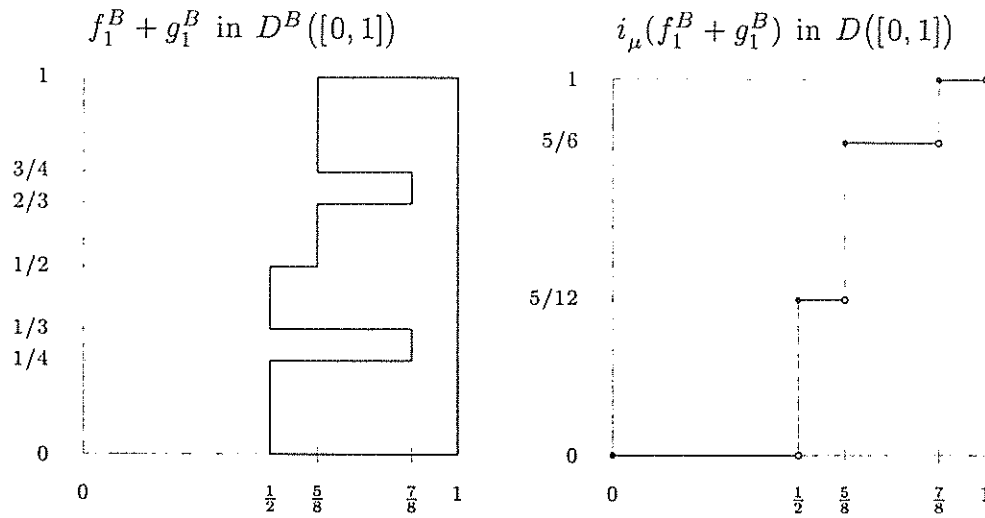 f_1^B + g_1^B in D^B([0, 1])
1
3/4
2/3
1/2
1/3
1/4
0
0 1/2 5/8 7/8 1
i_μ(f_1^B + g_1^B) in D([0, 1])
1
5/6
5/12
0
0 1/2 5/8 7/8 1